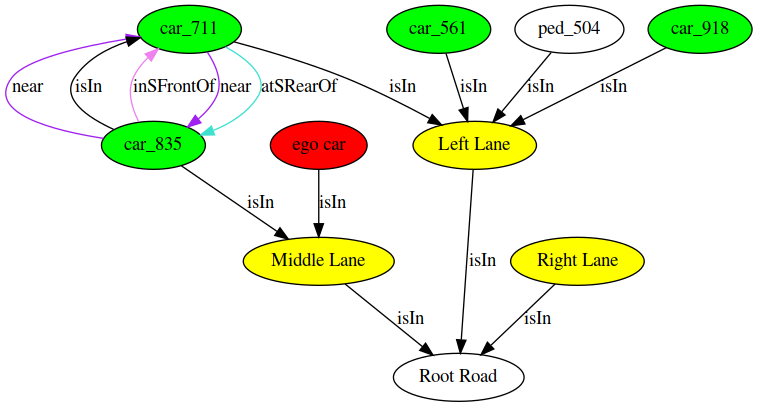 car_711
car_561
ped_504
car_918
near
isIn
inSFrontOf
near
atSRearOf
isIn
isIn
isIn
isIn
car_835
ego car
Left Lane
isIn
isIn
Middle Lane
isIn
Right Lane
isIn
isIn
Root Road